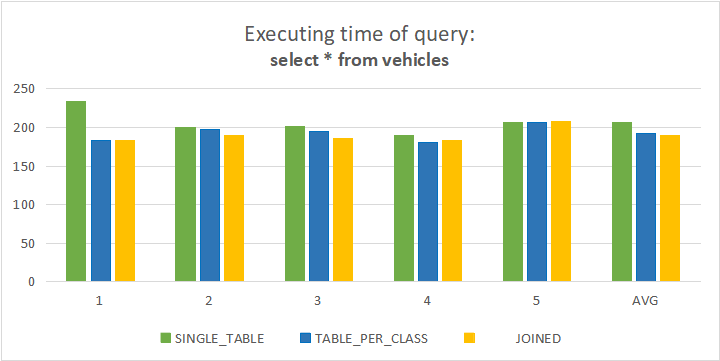 Executing time of query:
select * from vehicles
250
200
150
100
50
0
1 2 3 4 5 AVG
SINGLE_TABLE TABLE_PER_CLASS JOINED